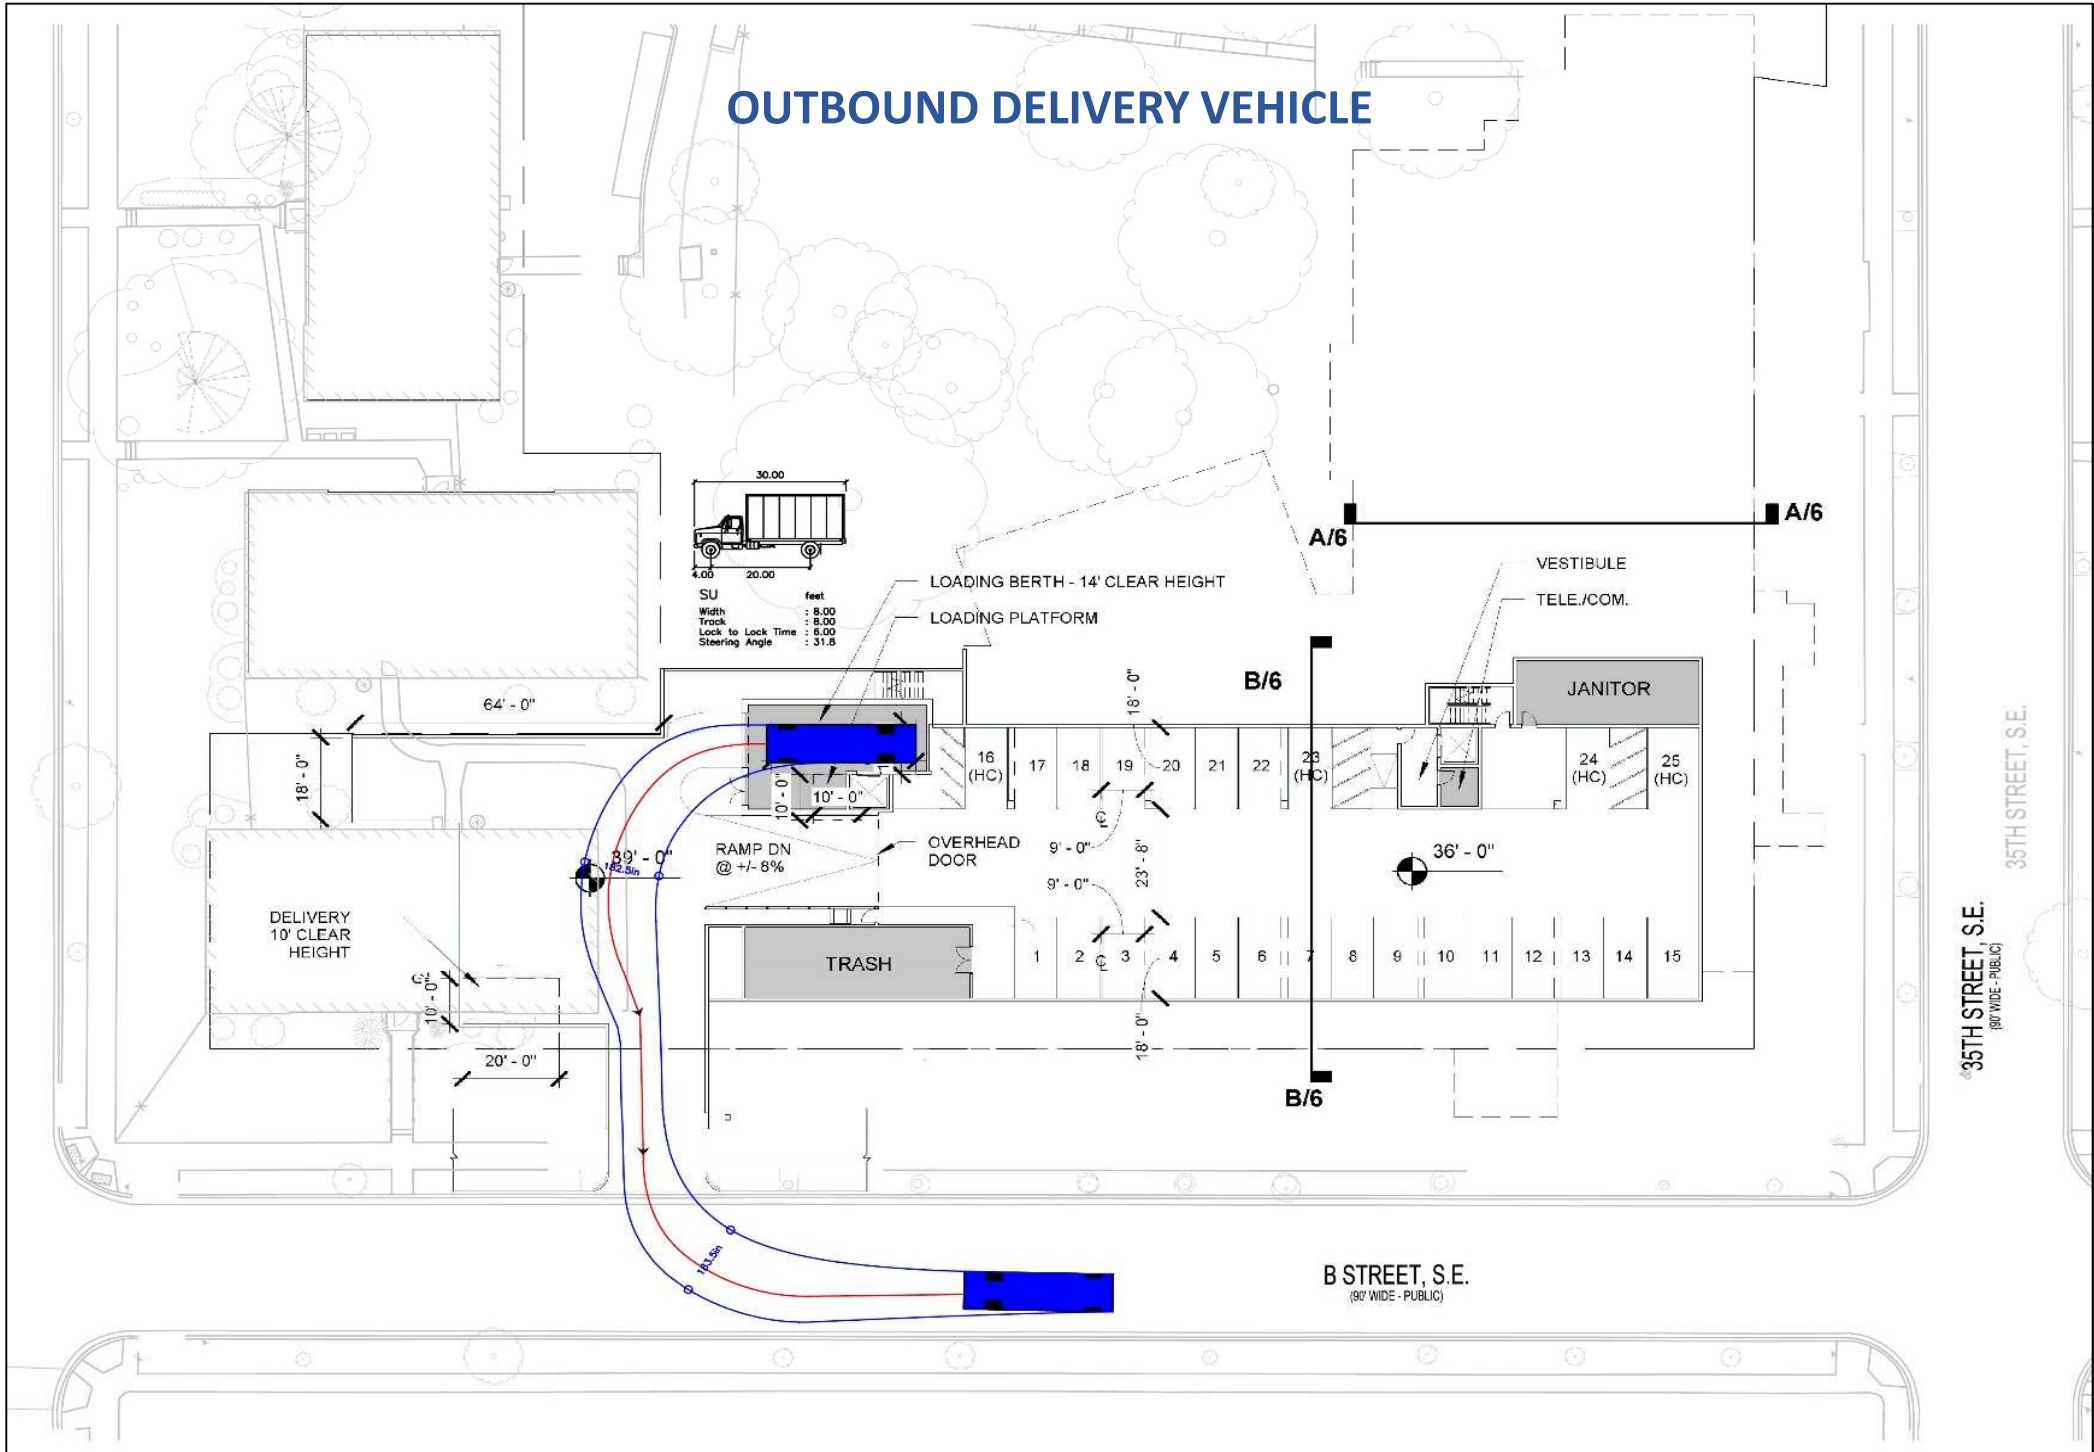 OUTBOUND DELIVERY VEHICLE
30.00
4.00
20.00
SU
feet
Width : 8.00
Track : 8.00
Lock to Lock Time : 6.00
Steering Angle : 31.8
LOADING BERTH - 14' CLEAR HEIGHT
LOADING PLATFORM
A/6
A/6
VESTIBULE
TELE./COM.
B/6
18' - 0"
JANITOR
64' - 0"
18' - 0"
10' - 0"
10' - 0"
16
(HC)
17
18
19
20
21
22
23
(HC)
24
(HC)
25
(HC)
39' - 0"
182.5in
RAMP DN
@ +/- 8%
OVERHEAD
DOOR
9' - 0"
9' - 0"
23' - 8"
36' - 0"
DELIVERY
10' CLEAR
HEIGHT
10' - 0"
20' - 0"
TRASH
1
2
3
4
5
6
7
8
9
10
11
12
13
14
15
18' - 0"
B/6
183.5in
B STREET, S.E.
(90' WIDE - PUBLIC)
35TH STREET, S.E.
35TH STREET, S.E.
(90' WIDE - PUBLIC)